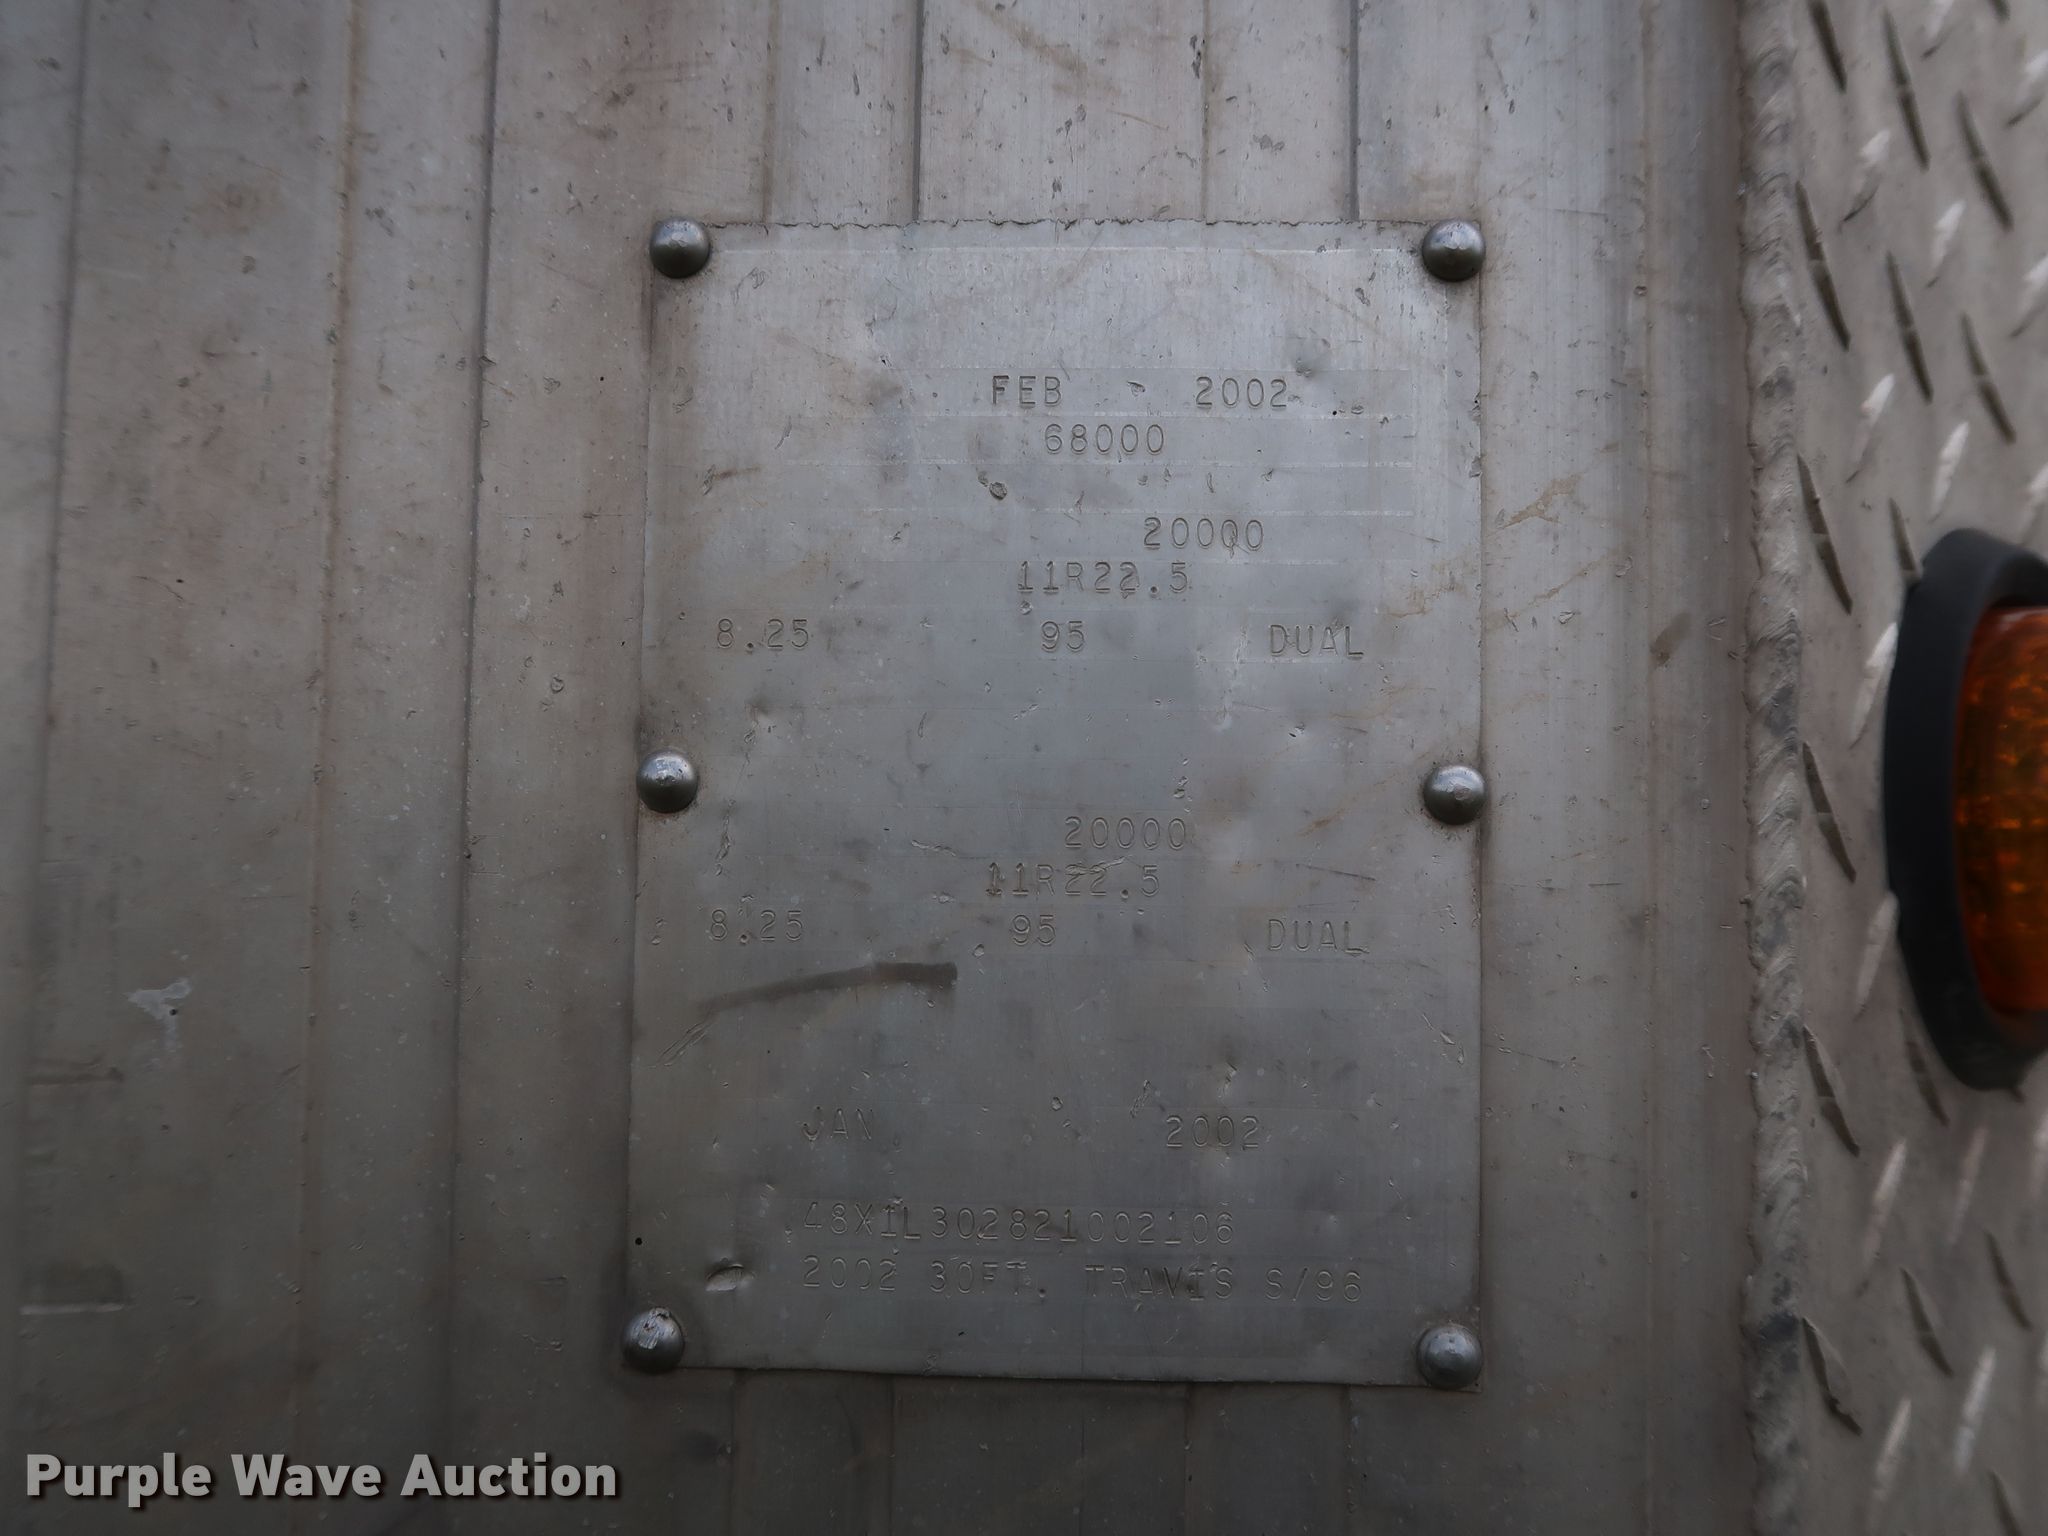 FEB 2002
68000
20000
11R22.5
8.25 95 DUAL
20000
11R22.5
8.25 95 DUAL
JAN 2002
48X1L302821002106
2002 30FT. TRAVIS S/96
Purple Wave Auction